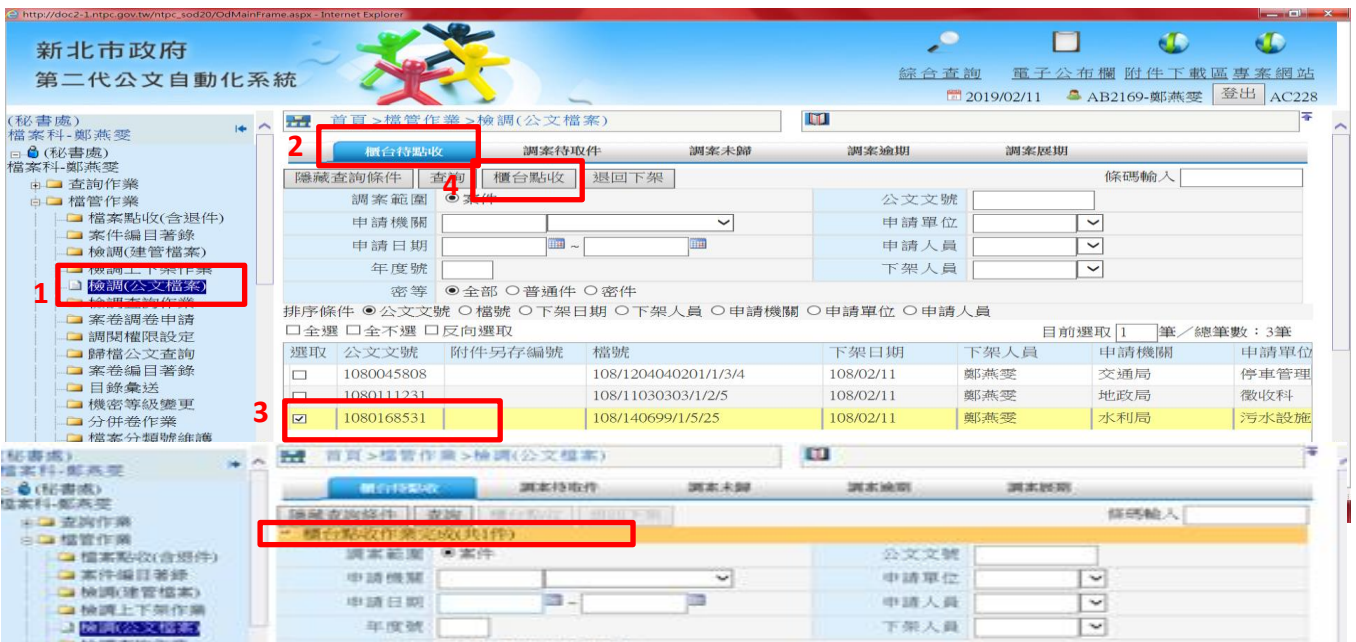 http://doc2-1.ntpc.gov.tw/ntpc_sod20/OdMainFrame.aspx - Internet Explorer
新北市政府
第二代公文自動化系統
綜合查詢 電子公布欄 附件下載區 專案網站
2019/02/11 AB2169-鄭燕雯 登出 AC228
(秘書處)
檔案科-鄭燕雯
(秘書處)
檔案科-鄭燕雯
查詢作業
檔管作業
檔案點收(含退件)
案件編目著錄
檢調(建管檔案)
檢調上下架作業
1 檢調(公文檔案)
檢調查詢作業
案卷調卷申請
調閱權限設定
歸檔公文查詢
案卷編目著錄
目錄彙送
機密等級變更
分併卷作業
檔案分類號維護
首頁>檔管作業>檢調(公文檔案)
2 櫃台待點收 調案待取件 調案未歸 調案逾期 調案展期
隱藏查詢條件 查詢 4 櫃台點收 退回下架 條碼輸入
調案範圍 案件 公文文號
申請機關 申請單位
申請日期 ~ 申請人員
年度號 下架人員
密等 全部 普通件 密件
排序條件 公文文號 檔號 下架日期 下架人員 申請機關 申請單位 申請人員
全選 全不選 反向選取 目前選取 1 筆／總筆數：3筆
選取 公文文號 附件另存編號 檔號 下架日期 下架人員 申請機關 申請單位
1080045808 108/1204040201/1/3/4 108/02/11 鄭燕雯 交通局 停車管理
1080111231 108/11030303/1/2/5 108/02/11 鄭燕雯 地政局 徵收科
3 1080168531 108/140699/1/5/25 108/02/11 鄭燕雯 水利局 污水設施
秘書處)
檔案科-鄭燕雯
(秘書處)
檔案科-鄭燕雯
查詢作業
檔管作業
檔案點收(含退件)
案件編目著錄
檢調(建管檔案)
檢調上下架作業
檢調(公文檔案)
首頁>檔管作業>檢調(公文檔案)
櫃台待點收 調案待取件 調案未歸 調案逾期 調案展期
隱藏查詢條件 查詢 櫃台點收 退回下架 條碼輸入
櫃台點收作業完成(共1件)
調案範圍 案件 公文文號
申請機關 申請單位
申請日期 ~ 申請人員
年度號 下架人員